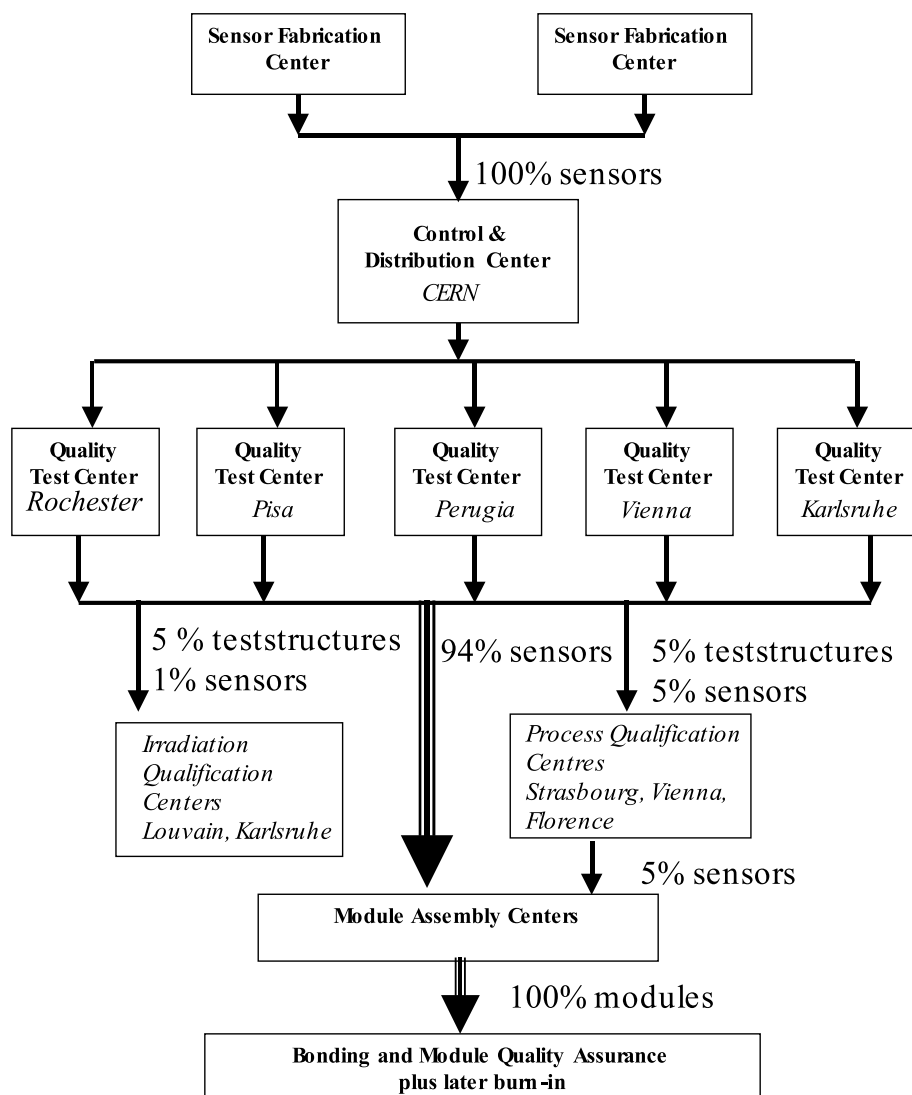 Sensor Fabrication
Center
Sensor Fabrication
Center
100% sensors
Control &
Distribution Center
CERN
Quality
Test Center
Rochester
Quality
Test Center
Pisa
Quality
Test Center
Perugia
Quality
Test Center
Vienna
Quality
Test Center
Karlsruhe
5 % teststructures
1% sensors
94% sensors
5% teststructures
5% sensors
Irradiation
Qualification
Centers
Louvain, Karlsruhe
Process Qualification
Centres
Strasbourg, Vienna,
Florence
5% sensors
Module Assembly Centers
100% modules
Bonding and Module Quality Assurance
plus later burn-in